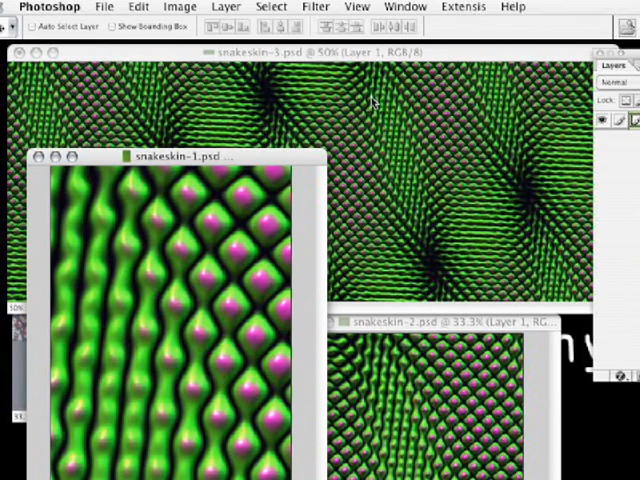 Photoshop File Edit Image Layer Select Filter View Window Extensis Help
Auto Select Layer Show Bounding Box
snakeskin-3.psd @ 50% (Layer 1, RGB/8)
Layers
Normal
Lock:
snakeskin-1.psd ...
50%
snakeskin-2.psd @ 33.3% (Layer 1, RG...
33.